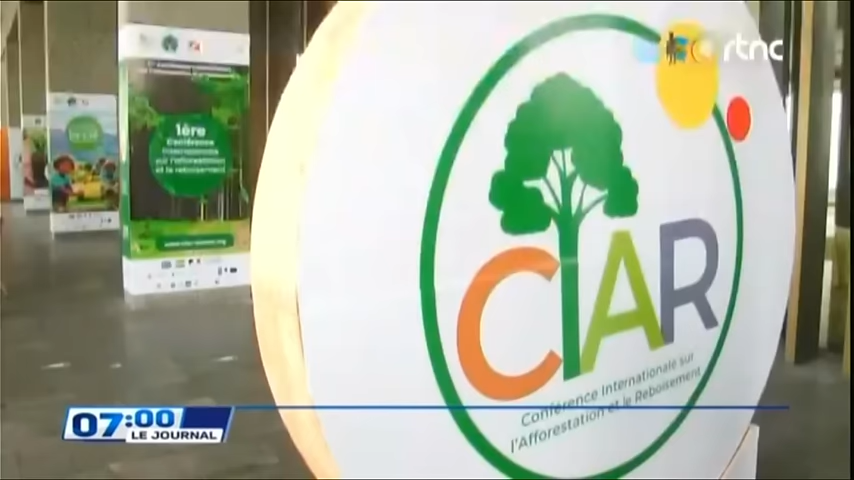 rtnc
1ère
Conférence
Internationale
sur l'afforestation
et le reboisement
CIAR
Conférence Internationale sur
l'Afforestation et le Reboisement
07:00
LE JOURNAL